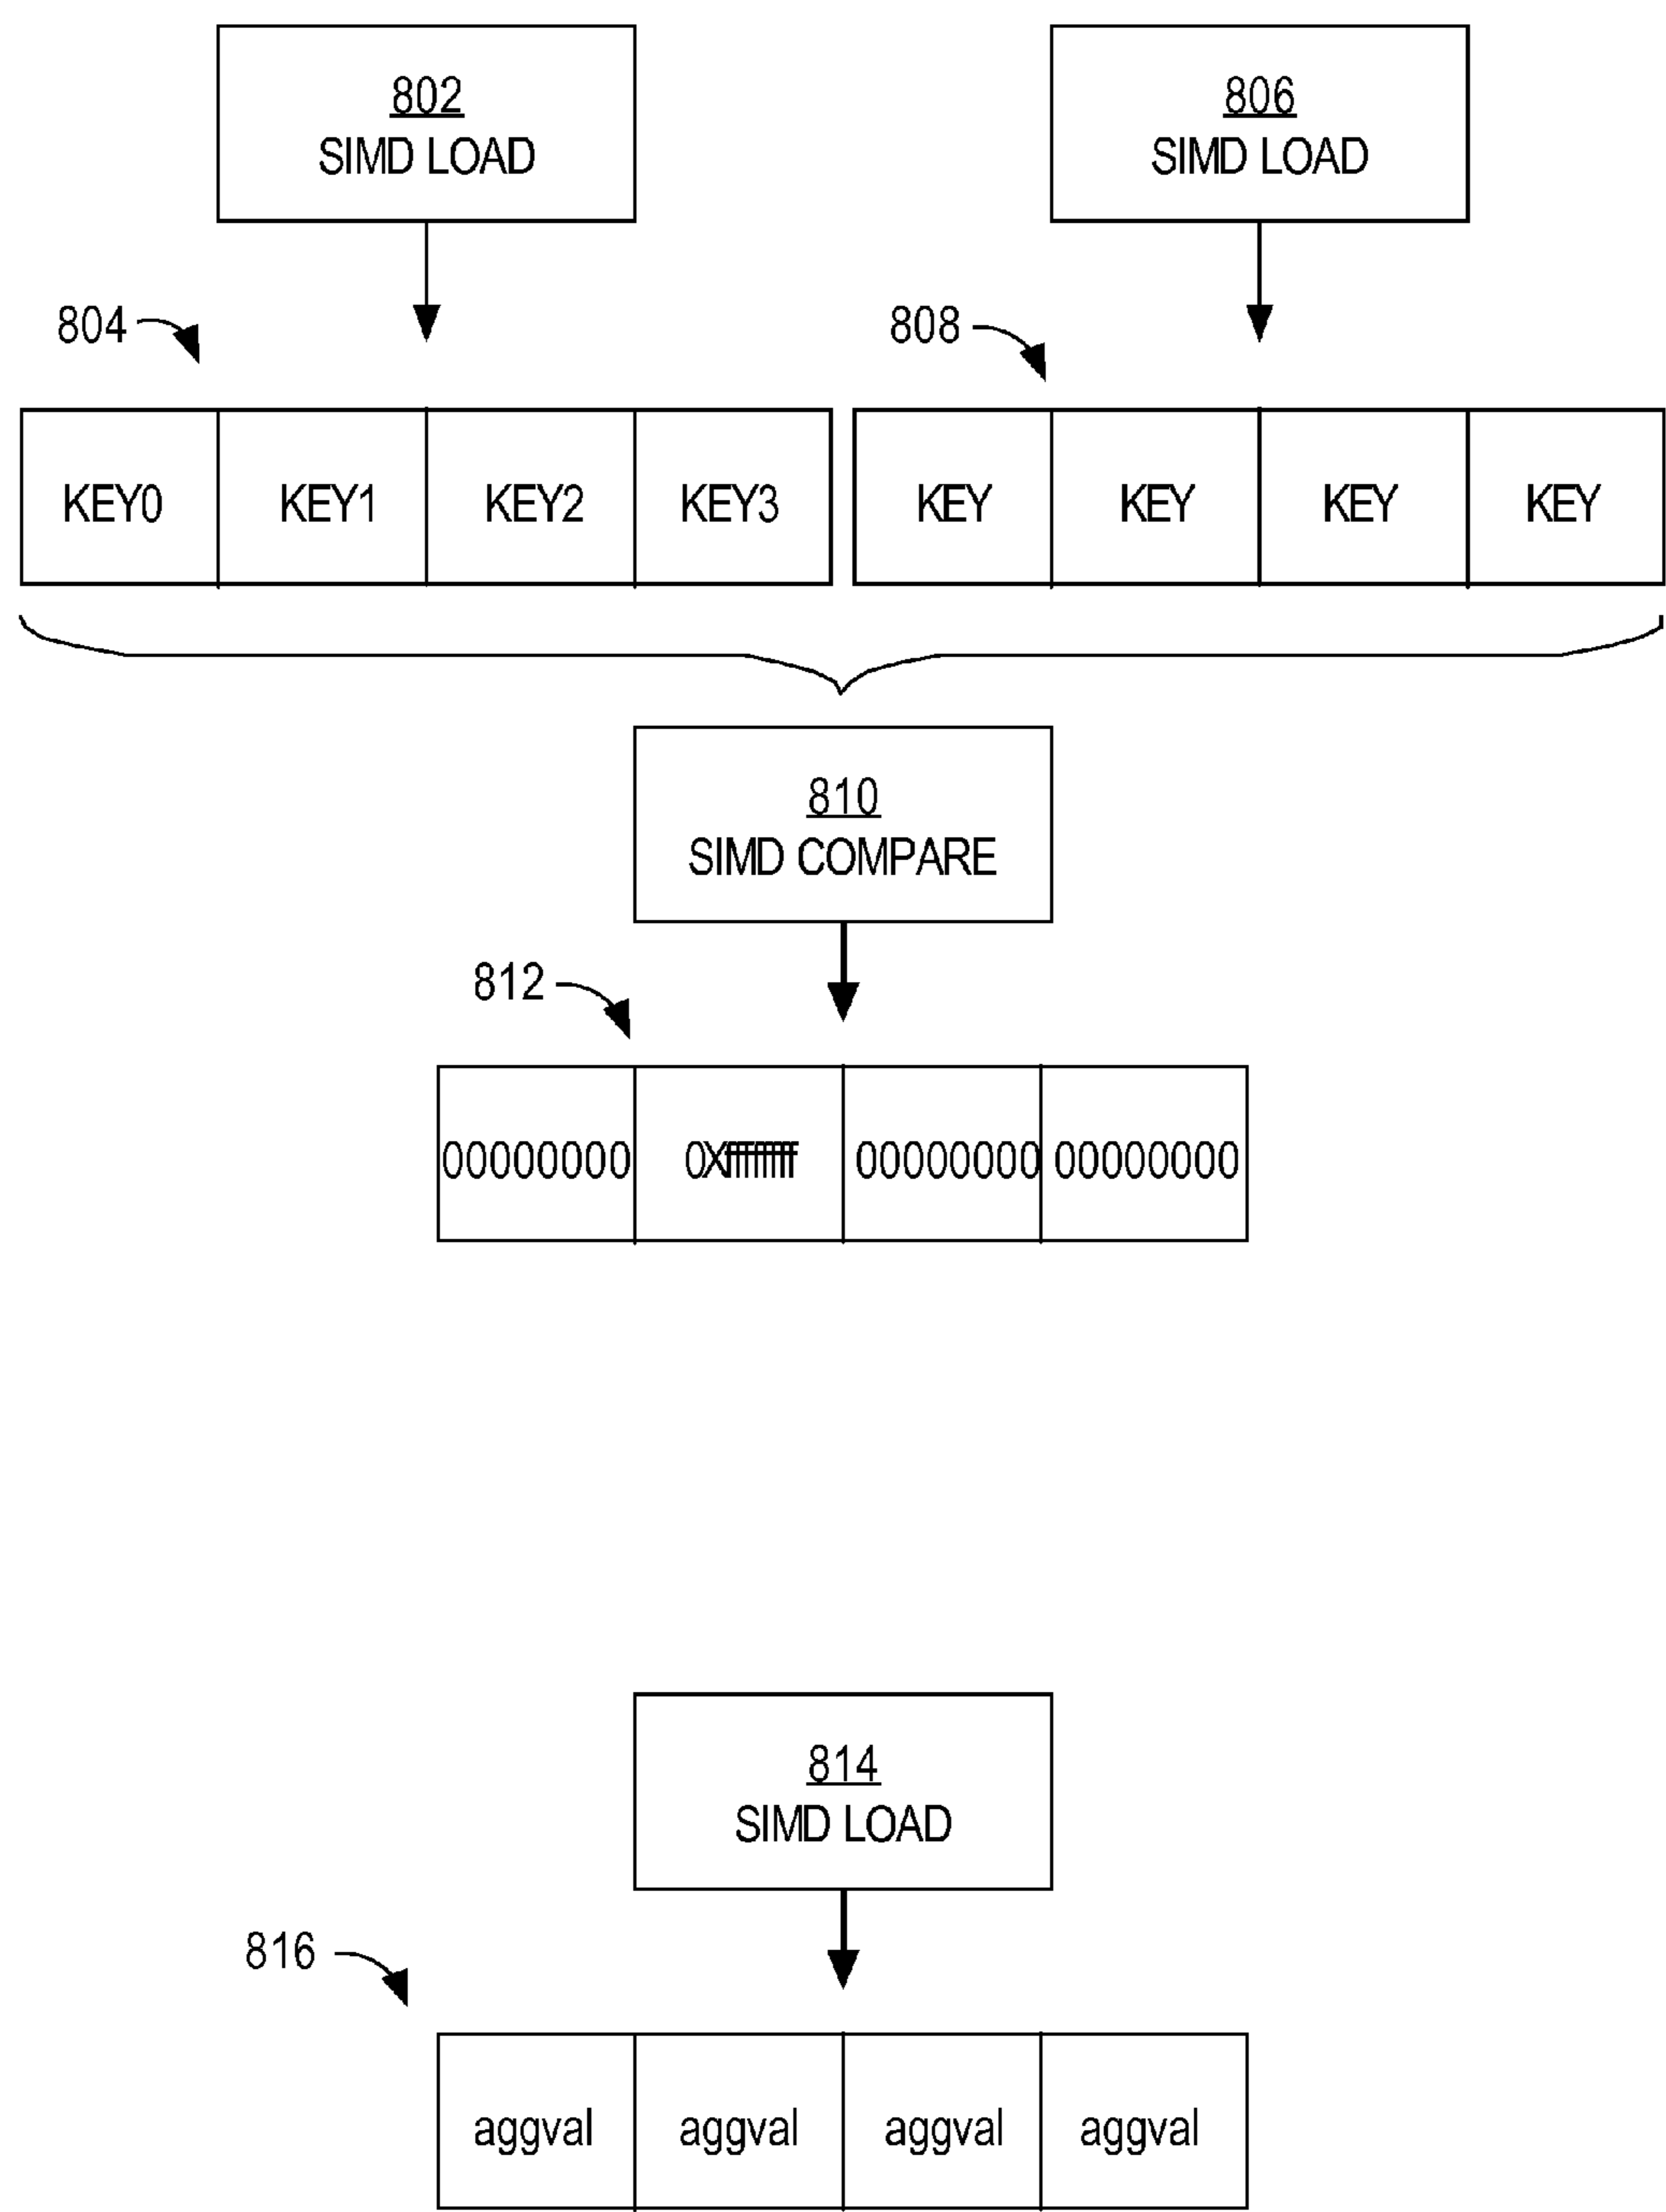 802
SIMD LOAD
806
SIMD LOAD
804
808
KEY0 KEY1 KEY2 KEY3 KEY KEY KEY KEY
810
SIMD COMPARE
812
00000000 0Xffffffff 00000000 00000000
814
SIMD LOAD
816
aggval aggval aggval aggval